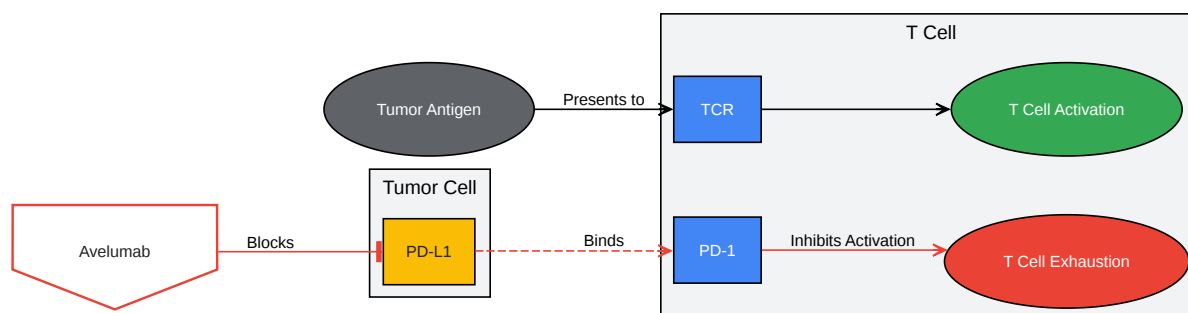 T Cell
Tumor Antigen
Presents to
TCR
T Cell Activation
Tumor Cell
Avelumab
Blocks
PD-L1
Binds
PD-1
Inhibits Activation
T Cell Exhaustion